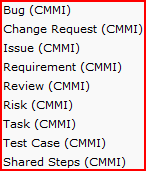 Bug (CMMI)
Change Request (CMMI)
Issue (CMMI)
Requirement (CMMI)
Review (CMMI)
Risk (CMMI)
Task (CMMI)
Test Case (CMMI)
Shared Steps (CMMI)